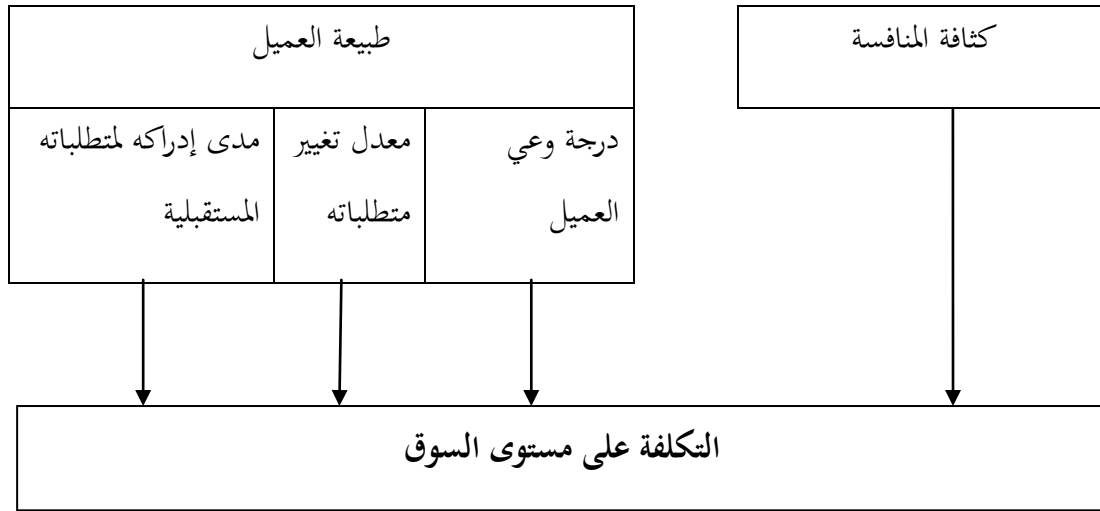 كثافة المنافسة
طبيعة العميل
درجة وعي
العميل
معدل تغيير
متطلباته
مدى إدراكه لمتطلباته
المستقبلية
التكلفة على مستوى السوق